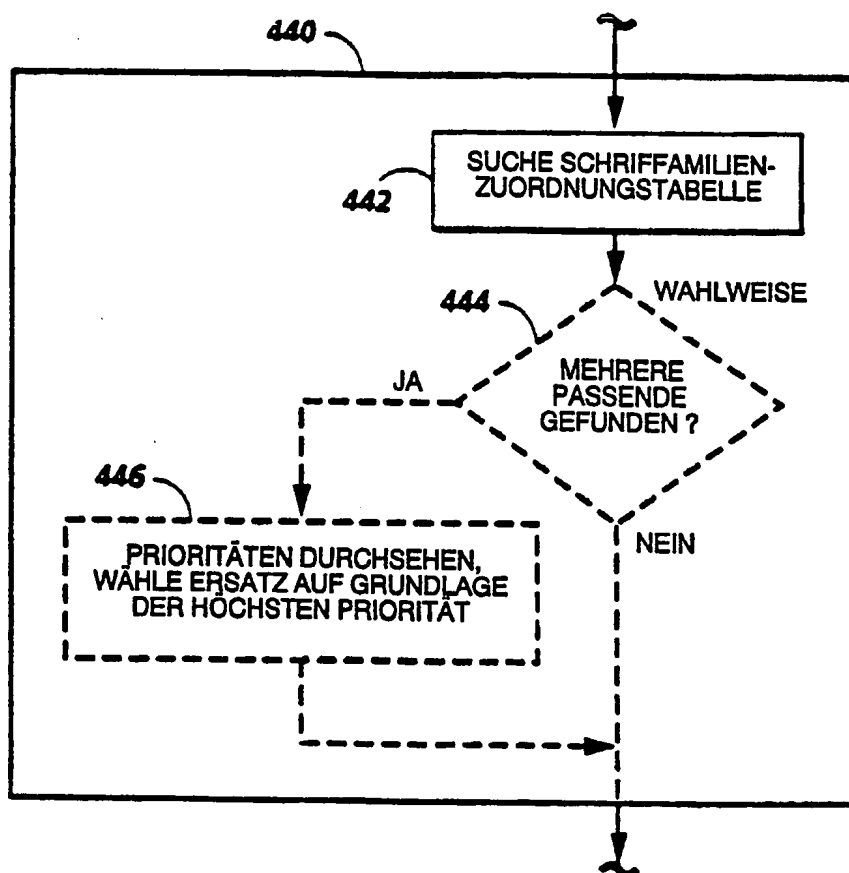 440
SUCHE SCHRIFFAMILIEN-
ZUORDNUNGSTABELLE
442
444
WAHLWEISE
MEHRERE
PASSENDE
GEFUNDEN ?
JA
446
NEIN
PRIORITÄTEN DURCHSEHEN,
WÄHLE ERSATZ AUF GRUNDLAGE
DER HÖCHSTEN PRIORITÄT